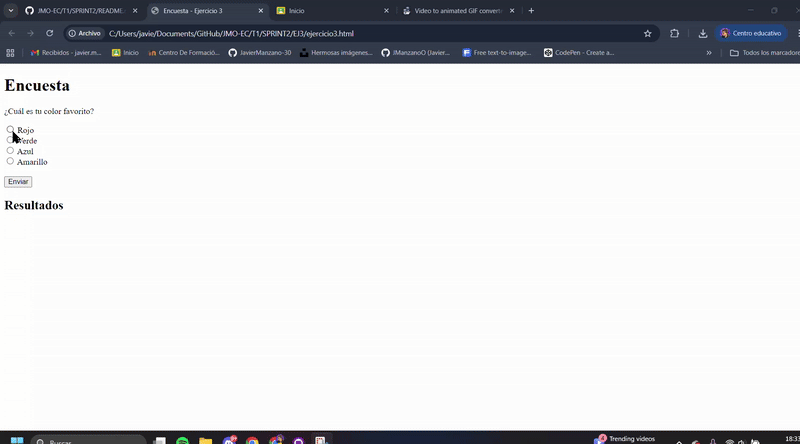 JMO-EC/T1/SPRINT2/READMI...
Encuesta - Ejercicio 3
Inicio
Video to animated GIF convert
Archivo
C:/Users/javie/Documents/GitHub/JMO-EC/T1/SPRINT2/EJ3/ejercicio3.html
Centro educativo
Recibidos - javier.m...
Inicio
Centro De Formació...
JavierManzano-30
Hermosas imágenes...
JManzanoO (Javier...
Free text-to-image...
CodePen - Create a...
»
Todos los marcadores
Encuesta
¿Cuál es tu color favorito?
Rojo
Verde
Azul
Amarillo
Enviar
Resultados
Buscar
Trending videos
18:33